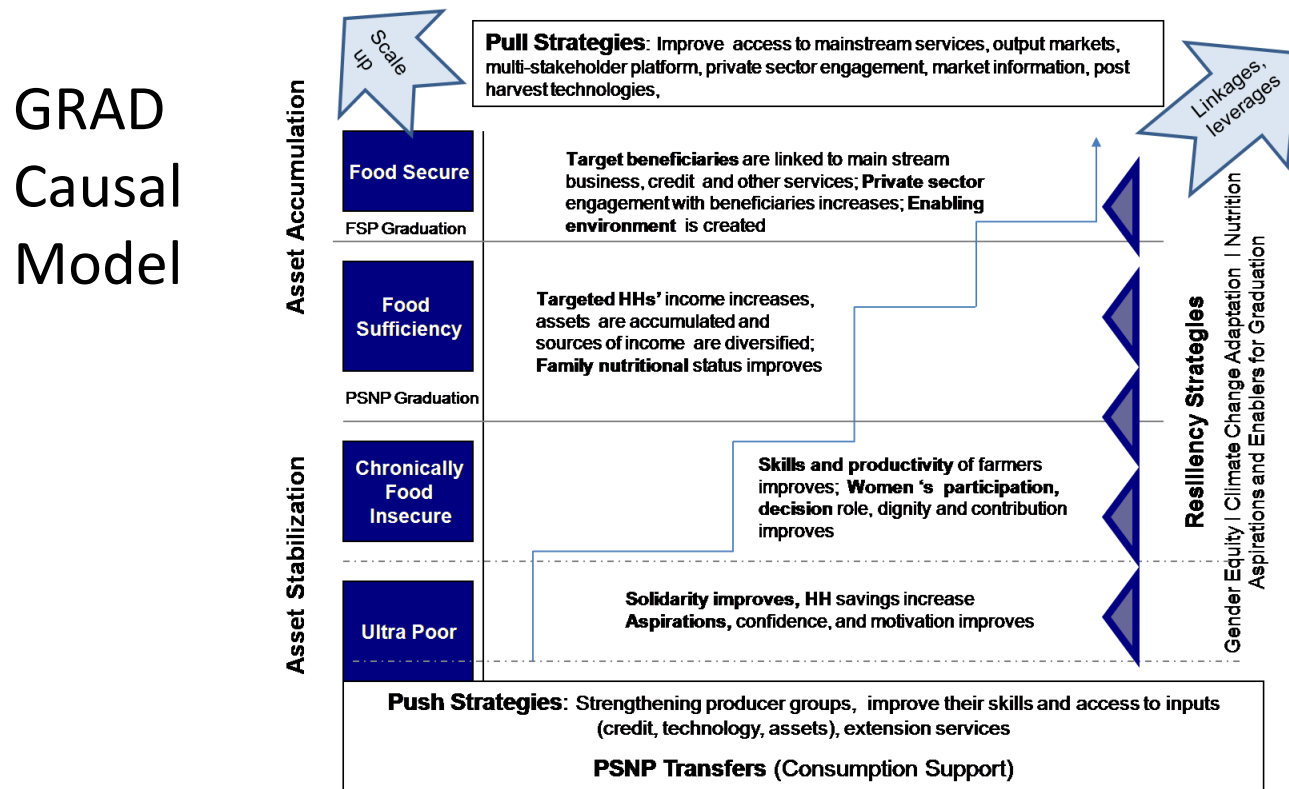 GRAD
Causal
Model
Scale
up
Pull Strategies: Improve access to mainstream services, output markets,
multi-stakeholder platform, private sector engagement, market information, post
harvest technologies,
Linkages,
leverages
Asset Accumulation
Food Secure
FSP Graduation
Target beneficiaries are linked to main stream
business, credit and other services; Private sector
engagement with beneficiaries increases; Enabling
environment is created
Food
Sufficiency
PSNP Graduation
Targeted HHs’ income increases,
assets are accumulated and
sources of income are diversified;
Family nutritional status improves
Asset Stabilization
Chronically
Food
Insecure
Skills and productivity of farmers
improves; Women ‘s participation,
decision role, dignity and contribution
improves
Ultra Poor
Solidarity improves, HH savings increase
Aspirations, confidence, and motivation improves
Resiliency Strategies
Gender Equity I Climate Change Adaptation I Nutrition
Aspirations and Enablers for Graduation
Push Strategies: Strengthening producer groups, improve their skills and access to inputs
(credit, technology, assets), extension services
PSNP Transfers (Consumption Support)